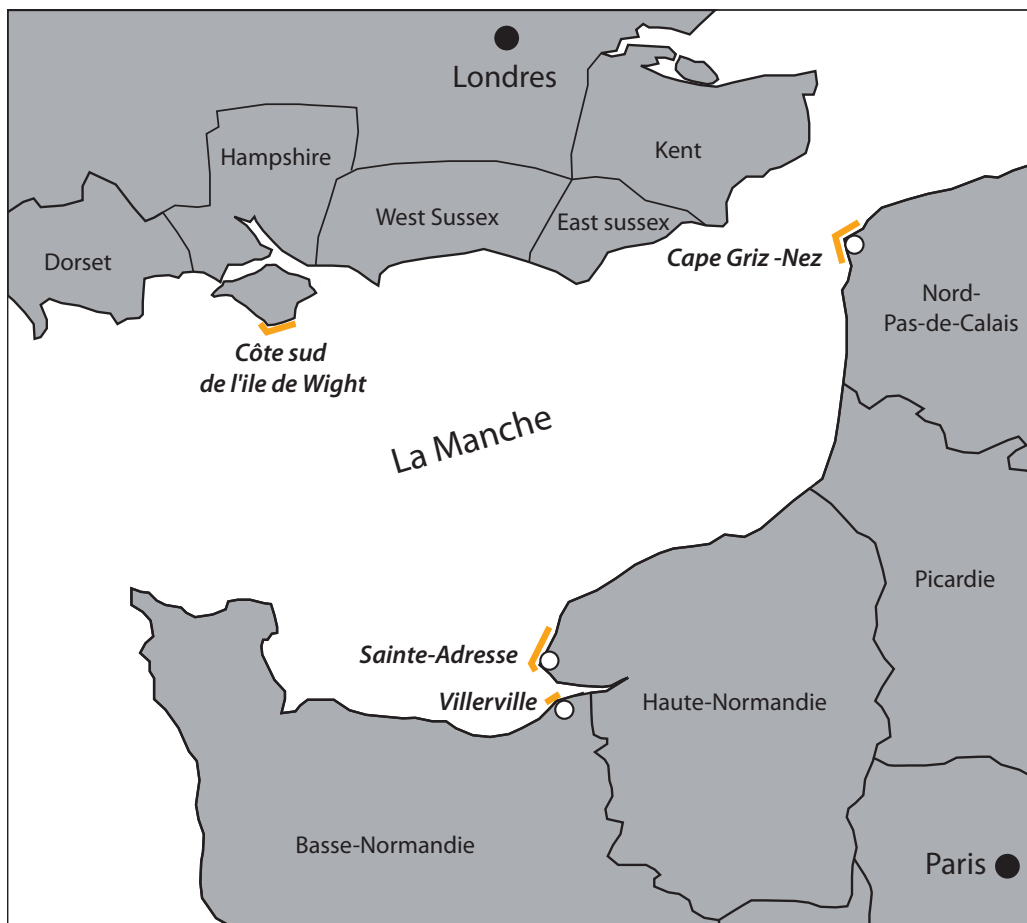 Londres
Hampshire
Kent
West Sussex
East sussex
Dorset
Cape Griz -Nez
Nord-
Pas-de-Calais
Côte sud
de l'ile de Wight
La Manche
Picardie
Sainte-Adresse
Villerville
Haute-Normandie
Basse-Normandie
Paris